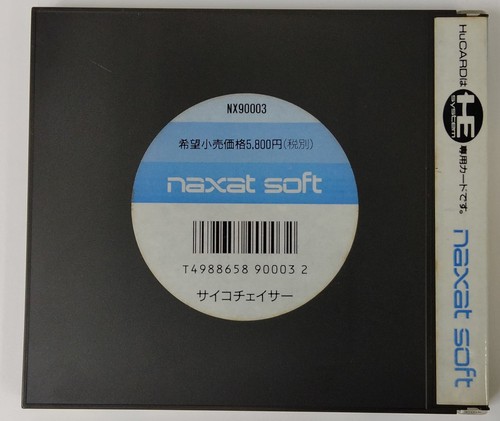 NX90003
希望小売価格5,800円(税別)
naxat soft
T4988658 90003 2
サイコチェイサー
HuCARDは HE system 専用カードです。
naxat soft